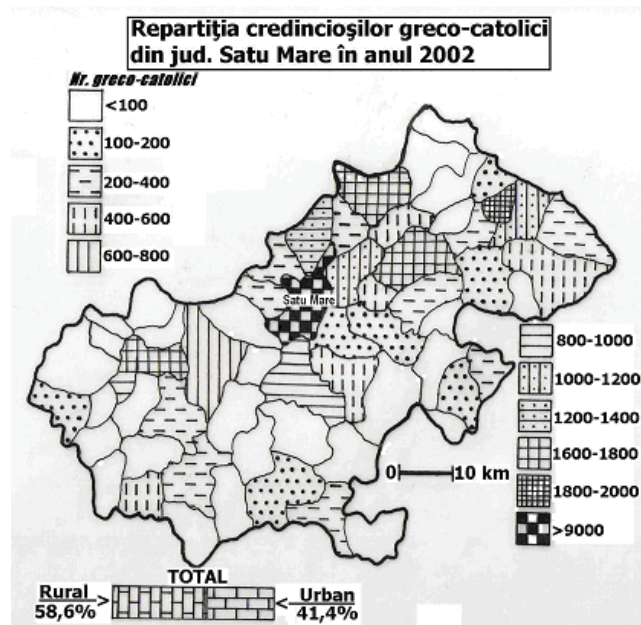 Repartiţia credincioşilor greco-catolici
din jud. Satu Mare în anul 2002
Nr. greco-catolici
<100
100-200
200-400
400-600
600-800
Satu Mare
800-1000
1000-1200
1200-1400
1600-1800
1800-2000
>9000
0 10 km
TOTAL
Rural >
58,6%
< Urban
41,4%